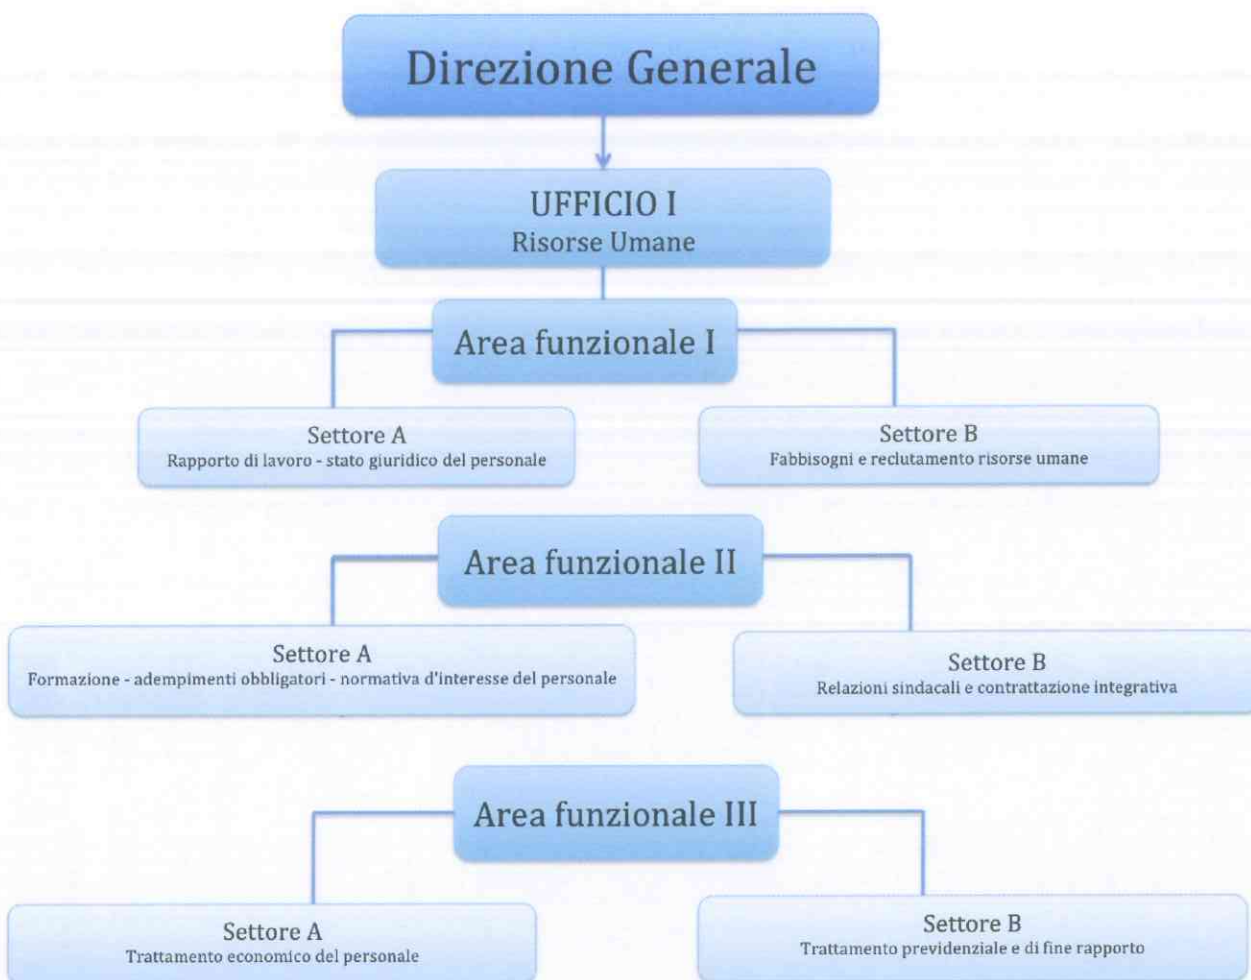 Direzione Generale
UFFICIO I
Risorse Umane
Area funzionale I
Settore A
Rapporto di lavoro - stato giuridico del personale
Settore B
Fabbisogni e reclutamento risorse umane
Area funzionale II
Settore A
Formazione - adempimenti obbligatori - normativa d'interesse del personale
Settore B
Relazioni sindacali e contrattazione integrativa
Area funzionale III
Settore A
Trattamento economico del personale
Settore B
Trattamento previdenziale e di fine rapporto